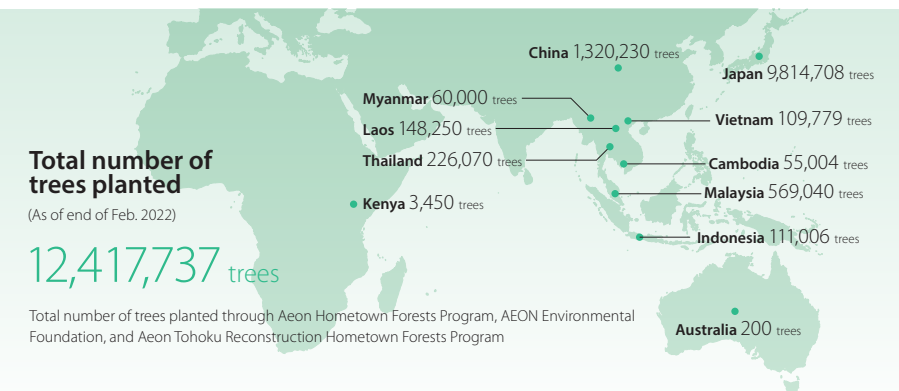 China 1,320,230 trees
Japan 9,814,708 trees
Myanmar 60,000 trees
Vietnam 109,779 trees
Laos 148,250 trees
Thailand 226,070 trees
Cambodia 55,004 trees
Malaysia 569,040 trees
Kenya 3,450 trees
Indonesia 111,006 trees
Australia 200 trees
Total number of
trees planted
(As of end of Feb. 2022)
12,417,737 trees
Total number of trees planted through Aeon Hometown Forests Program, AEON Environmental
Foundation, and Aeon Tohoku Reconstruction Hometown Forests Program